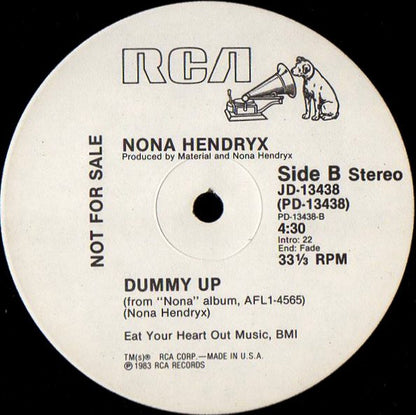 RCA
NONA HENDRYX
Produced by Material and Nona Hendryx
NOT FOR SALE
Side B Stereo
JD-13438
(PD-13438)
PD-13438-B
4:30
Intro: 22
End: Fade
33⅓ RPM
DUMMY UP
(from "Nona" album, AFL1-4565)
(Nona Hendryx)
Eat Your Heart Out Music, BMI
TM(s)® RCA CORP.—MADE IN U.S.A.
℗ 1983 RCA RECORDS